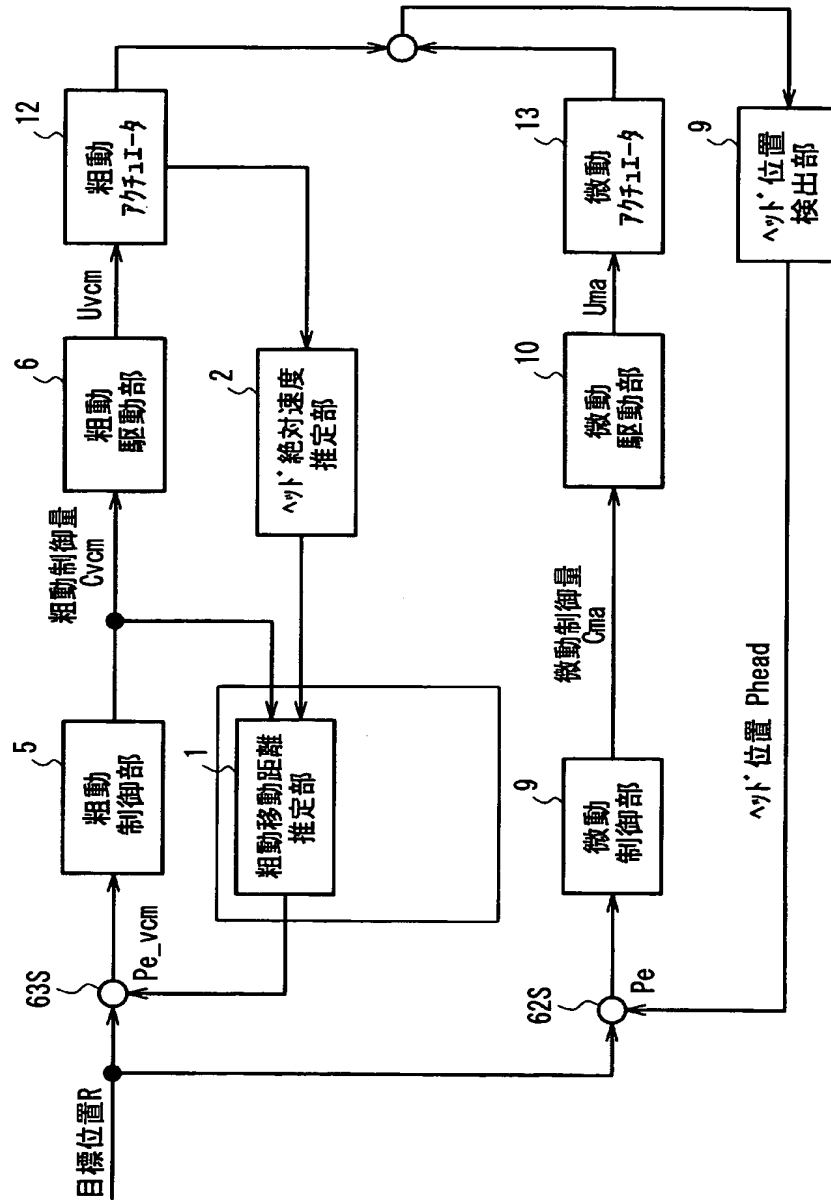 目標位置R
63S
Pe_vcm
5
粗動
制御部
粗動制御量
Cvcm
6
粗動
駆動部
Uvcm
12
粗動
アクチュエータ
1
粗動移動距離
推定部
2
ヘッド絶対速度
推定部
62S
Pe
9
微動
制御部
微動制御量
Cma
10
微動
駆動部
Uma
13
微動
アクチュエータ
ヘッド位置 Phead
9
ヘッド位置
検出部